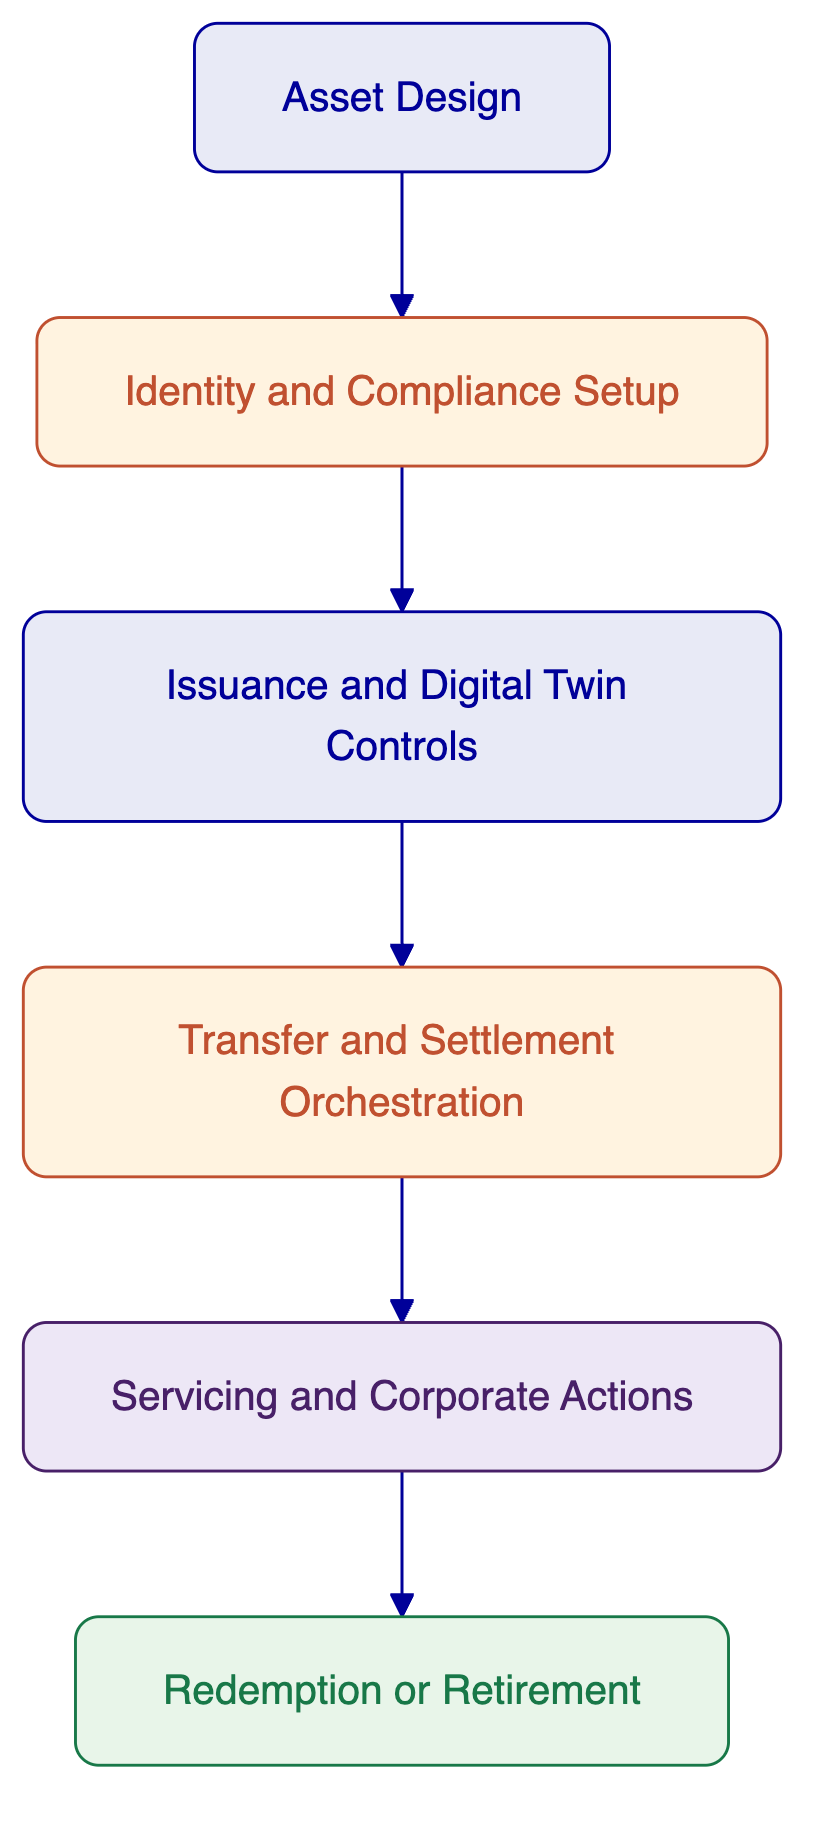 Asset Design
Identity and Compliance Setup
Issuance and Digital Twin
Controls
Transfer and Settlement
Orchestration
Servicing and Corporate Actions
Redemption or Retirement